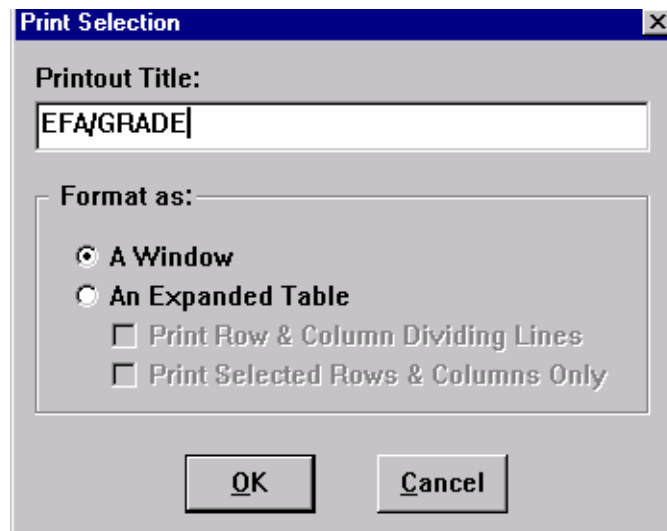 Print Selection
Printout Title:
EFA/GRADE
Format as:
A Window
An Expanded Table
Print Row & Column Dividing Lines
Print Selected Rows & Columns Only
OK Cancel